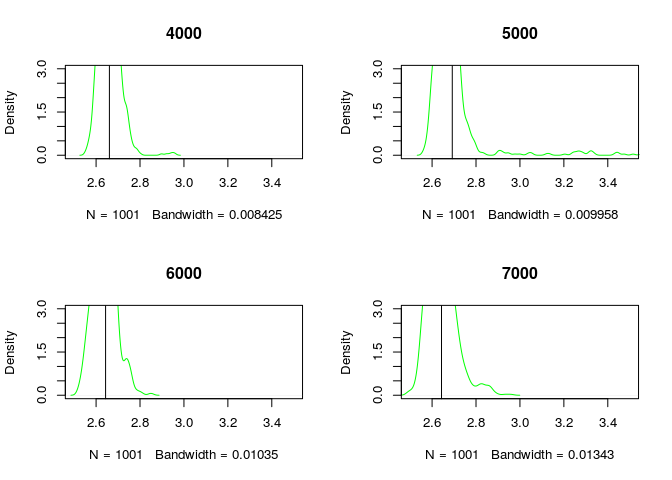 4000
Density
0.0 1.5 3.0
2.6 2.8 3.0 3.2 3.4
N = 1001 Bandwidth = 0.008425
5000
Density
0.0 1.5 3.0
2.6 2.8 3.0 3.2 3.4
N = 1001 Bandwidth = 0.009958
6000
Density
0.0 1.5 3.0
2.6 2.8 3.0 3.2 3.4
N = 1001 Bandwidth = 0.01035
7000
Density
0.0 1.5 3.0
2.6 2.8 3.0 3.2 3.4
N = 1001 Bandwidth = 0.01343